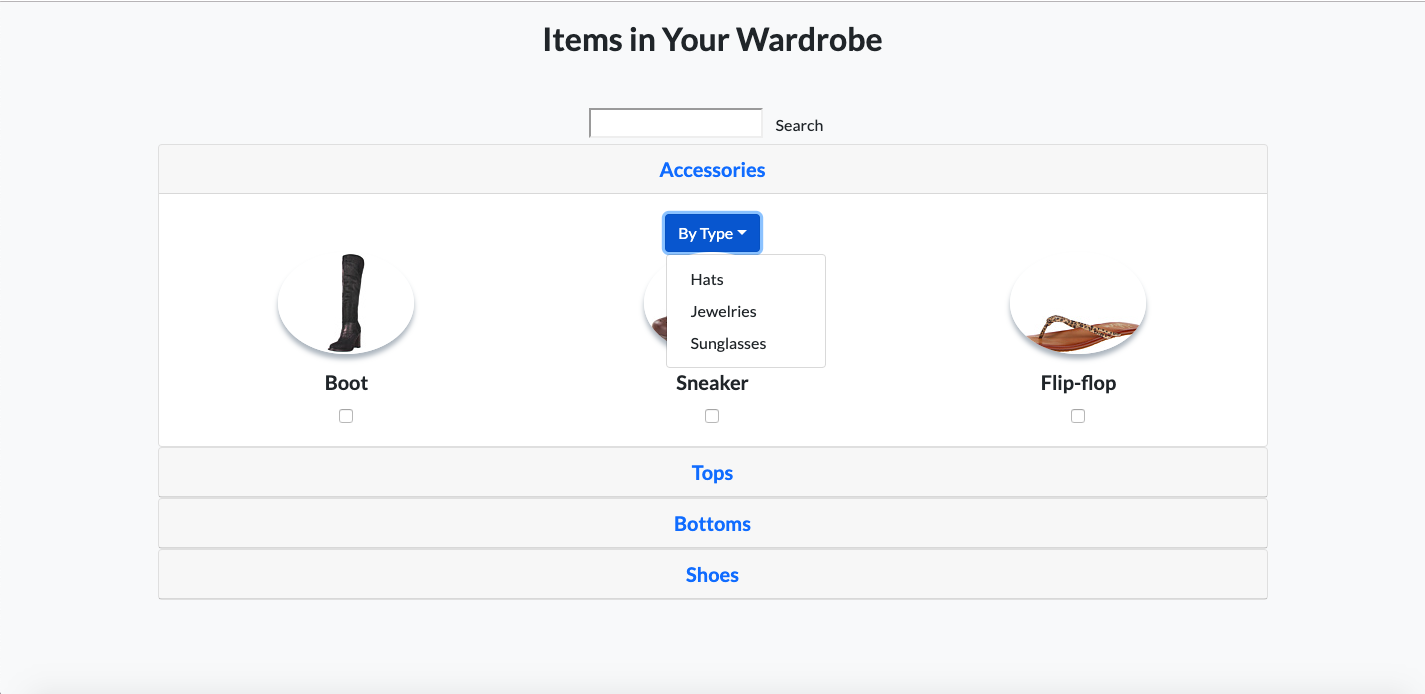 Items in Your Wardrobe
Search
Accessories
By Type
Hats
Jewelries
Sunglasses
Boot
Sneaker
Flip-flop
Tops
Bottoms
Shoes